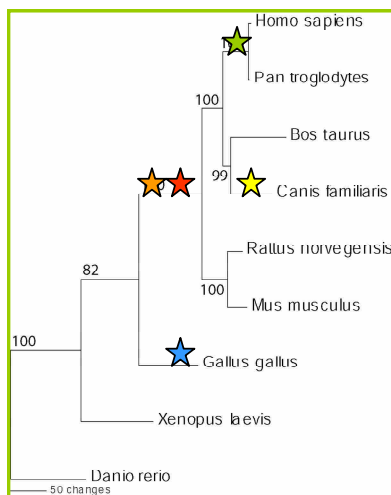 Homo sapiens
Pan troglodytes
100
Bos taurus
99
Canis familiaris
Rattus norvegensis
82
100
Mus musculus
100
Gallus gallus
Xenopus laevis
Danio rerio
50 changes